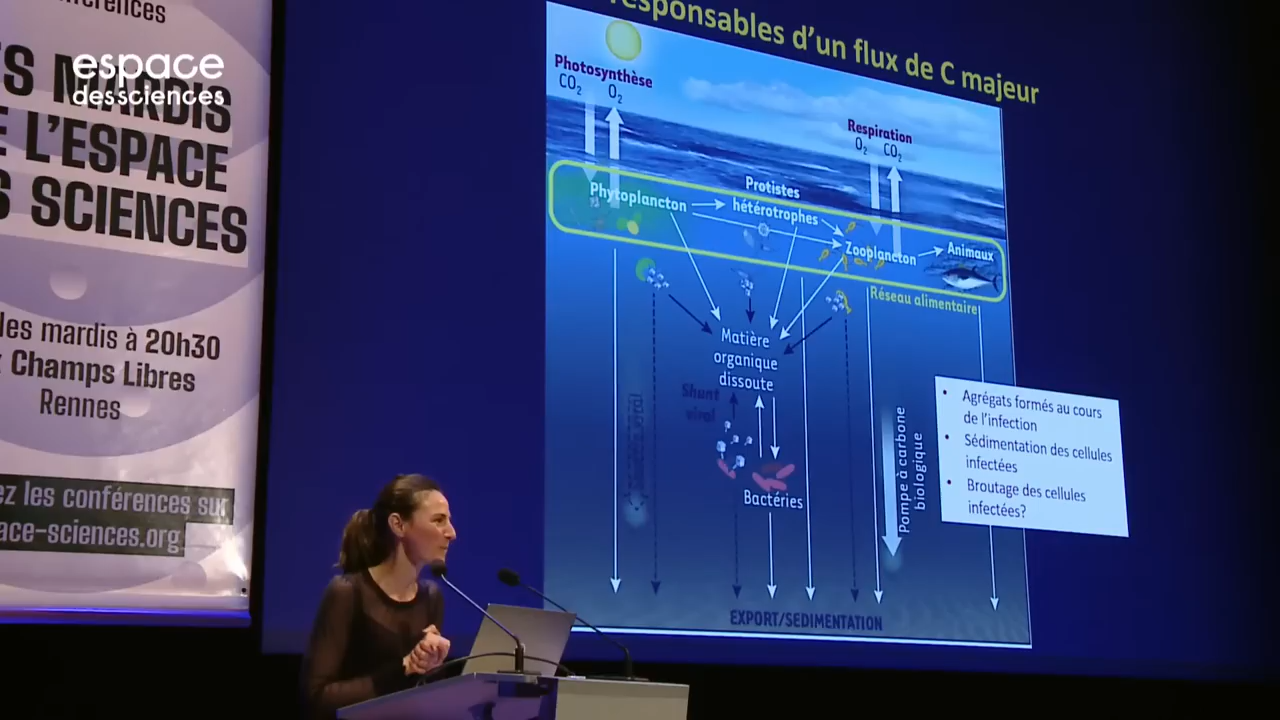 conférences
espace
des sciences
S MARDIS
E L'ESPACE
S SCIENCES
les mardis à 20h30
Champs Libres
Rennes
ez les conférences sur
ace-sciences.org
esponsables d'un flux de C majeur
Photosynthèse
CO₂ O₂
Respiration
O₂ CO₂
Phytoplancton
Protistes
hétérotrophes
Zooplancton
Animaux
Réseau alimentaire
Matière
organique
dissoute
Shunt
viral
Bactéries
Pompe à carbone
biologique
• Agrégats formés au cours
de l'infection
• Sédimentation des cellules
infectées
• Broutage des cellules
infectées?
EXPORT/SEDIMENTATION